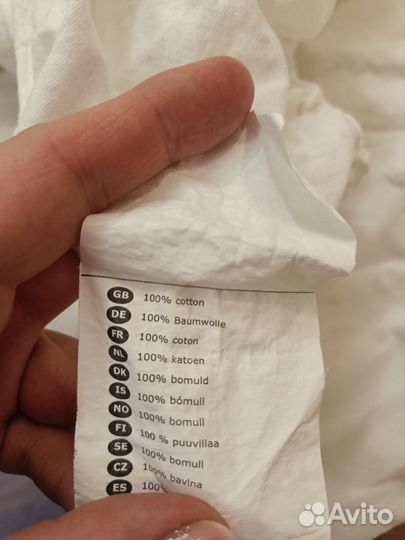 GB 100% cotton
DE 100% Baumwolle
FR 100% coton
NL 100% katoen
DK 100% bomuld
IS 100% bómull
NO 100% bomull
FI 100 % puuvillaa
SE 100% bomull
CZ 100% bavlna
ES 100%
Avito